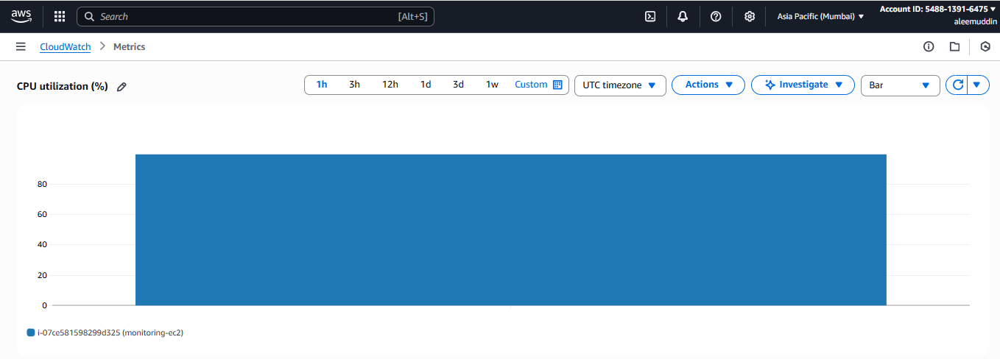 aws Search [Alt+S] Asia Pacific (Mumbai) Account ID: 5488-1391-6475
aleemuddin
CloudWatch Metrics
CPU utilization (%) 1h 3h 12h 1d 3d 1w Custom UTC timezone Actions Investigate Bar
80
60
40
20
0
i-07ce581598299d325 (monitoring-ec2)